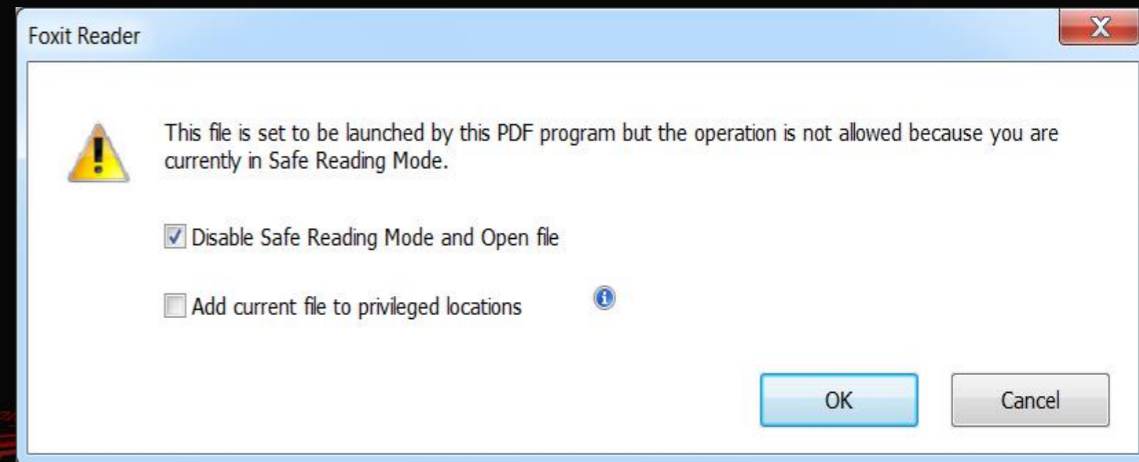 Foxit Reader
This file is set to be launched by this PDF program but the operation is not allowed because you are
currently in Safe Reading Mode.
Disable Safe Reading Mode and Open file
Add current file to privileged locations
OK
Cancel